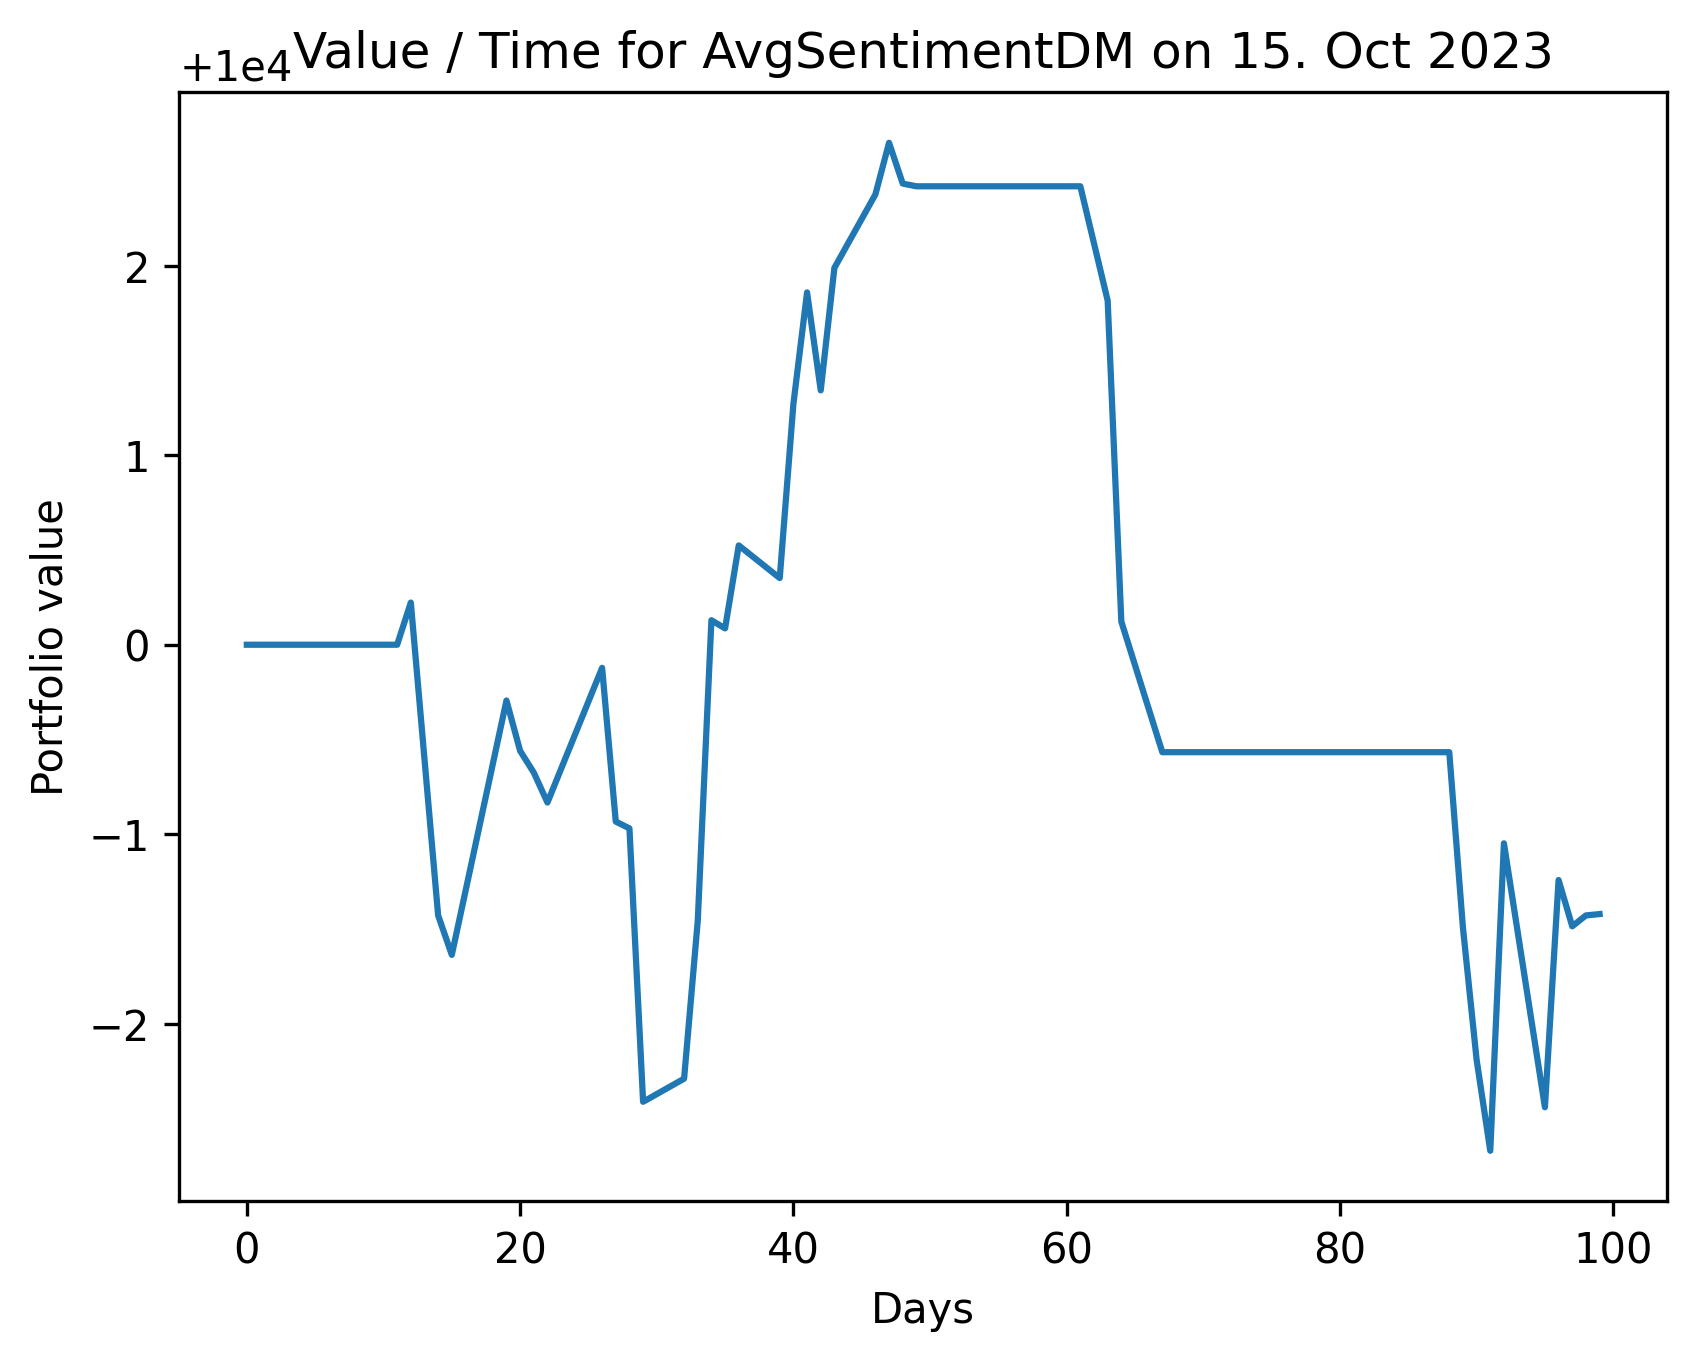 Value / Time for AvgSentimentDM on 15. Oct 2023
+1e4
2
1
0
−1
−2
Portfolio value
0 20 40 60 80 100
Days